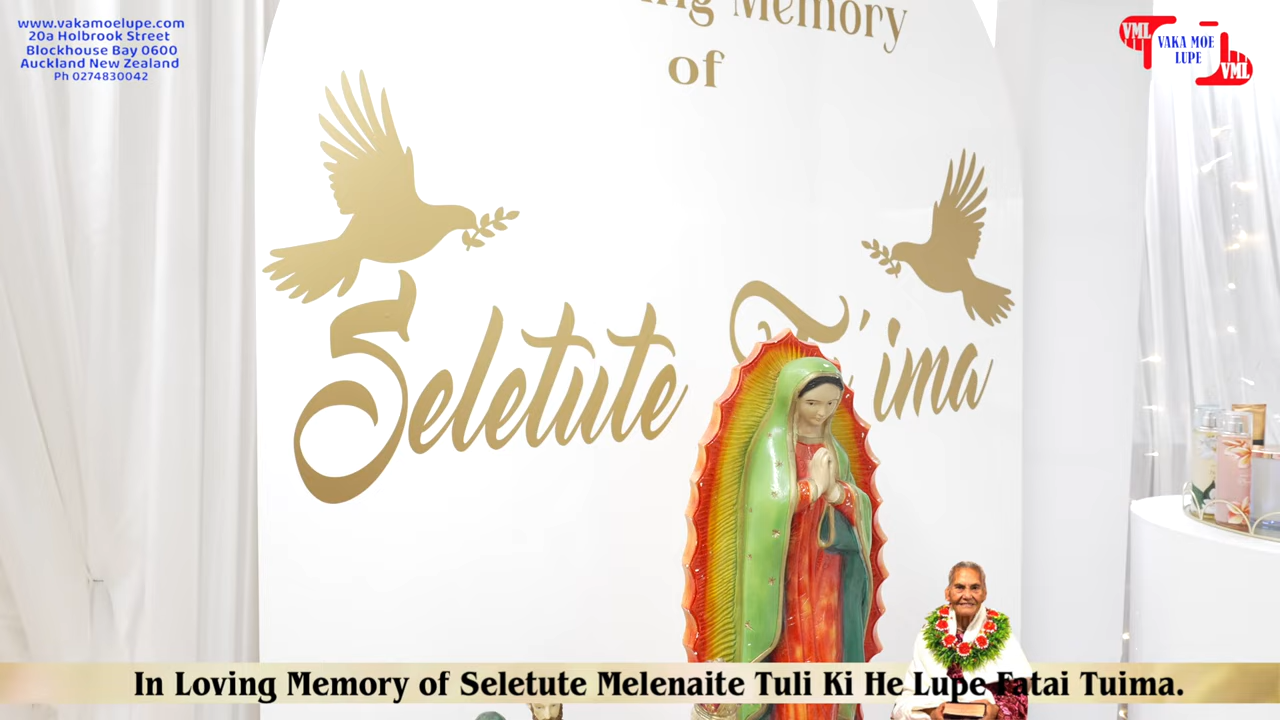 www.vakamoelupe.com
20a Holbrook Street
Blockhouse Bay 0600
Auckland New Zealand
Ph 0274830042
VML
VAKA MOE
LUPE
VML
Memory
of
Seletute
In Loving Memory of Seletute Melenaite Tuli Ki He Lupe Fatai Tuima.